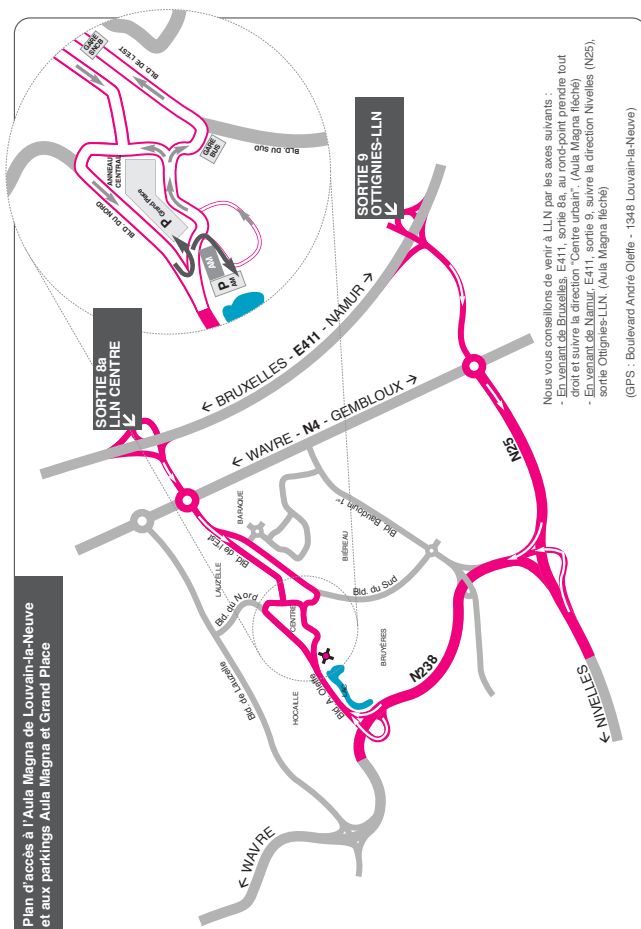 Plan d'accès à l'Aula Magna de Louvain-la-Neuve
et aux parkings Aula Magna et Grand Place
SORTIE 8a
LLN CENTRE
SORTIE 9
OTTIGNIES-LLN
← BRUXELLES - E411 - NAMUR →
← WAVRE - N4 - GEMBLOUX →
← WAVRE
← NIVELLES
N25
N238
Bld. de Lauzelle
Bld. du Nord
Bld. de l'Est
Bld. Baudouin 1er
Bld. du Sud
Bld. A. Oleffe
LAUZELLE
BARAQUE
BIÉREAU
CENTRE
HOCAILLE
BRUYÈRES
GARE
SNCB
BLD. DE L'EST
BLD. DU SUD
GARE
BUS
ANNEAU
CENTRAL
BLD. DU NORD
P
Grand Place
AM
P
AM
Nous vous conseillons de venir à LLN par les axes suivants :
- En venant de Bruxelles, E411, sortie 8a, au rond-point prendre tout
droit et suivre la direction "Centre urbain". (Aula Magna fléché)
- En venant de Namur, E411, sortie 9, suivre la direction Nivelles (N25),
sortie Ottignies-LLN. (Aula Magna fléché)
(GPS : Boulevard André Oleffe - 1348 Louvain-la-Neuve)